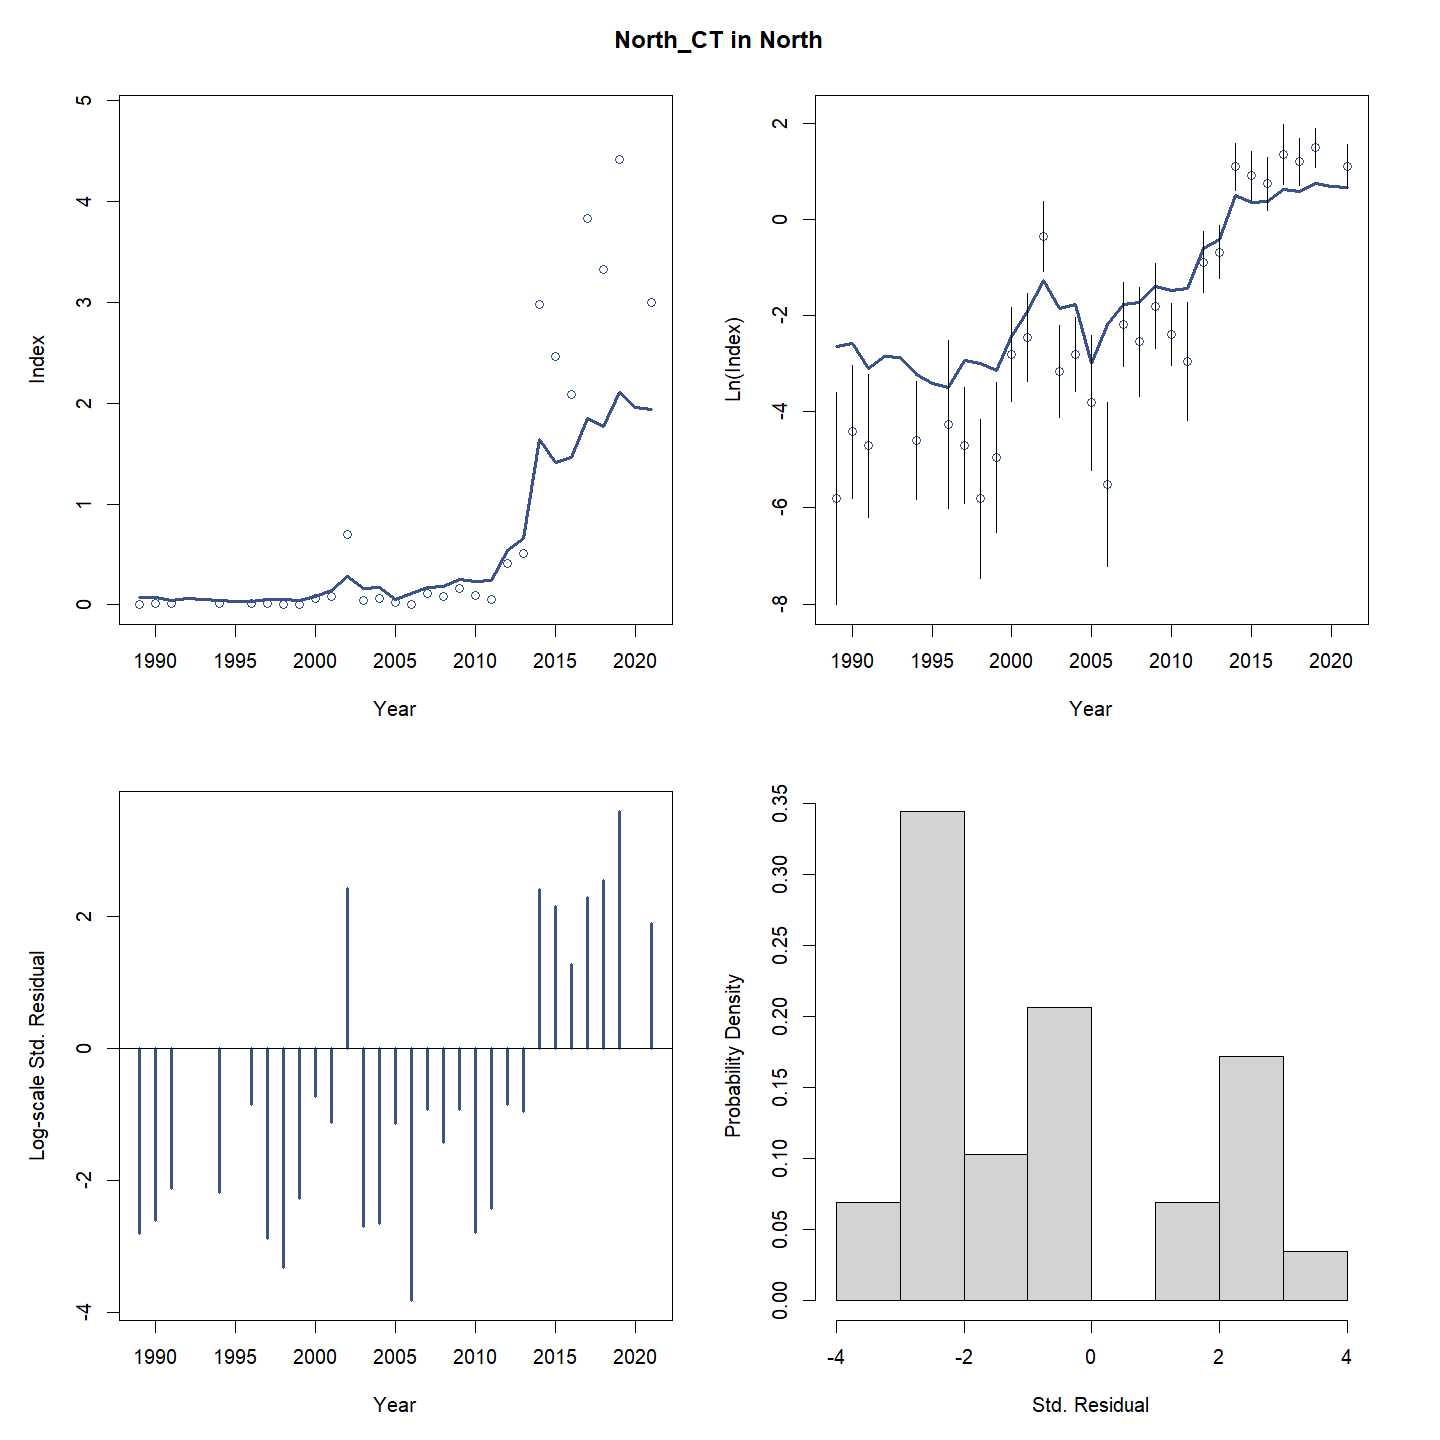 North_CT in North
Index
5
4
3
2
1
0
1990 1995 2000 2005 2010 2015 2020
Year
Ln(Index)
2
0
-2
-4
-6
-8
1990 1995 2000 2005 2010 2015 2020
Year
Log-scale Std. Residual
2
0
-2
-4
1990 1995 2000 2005 2010 2015 2020
Year
Probability Density
0.35
0.30
0.25
0.20
0.15
0.10
0.05
0.00
-4 -2 0 2 4
Std. Residual